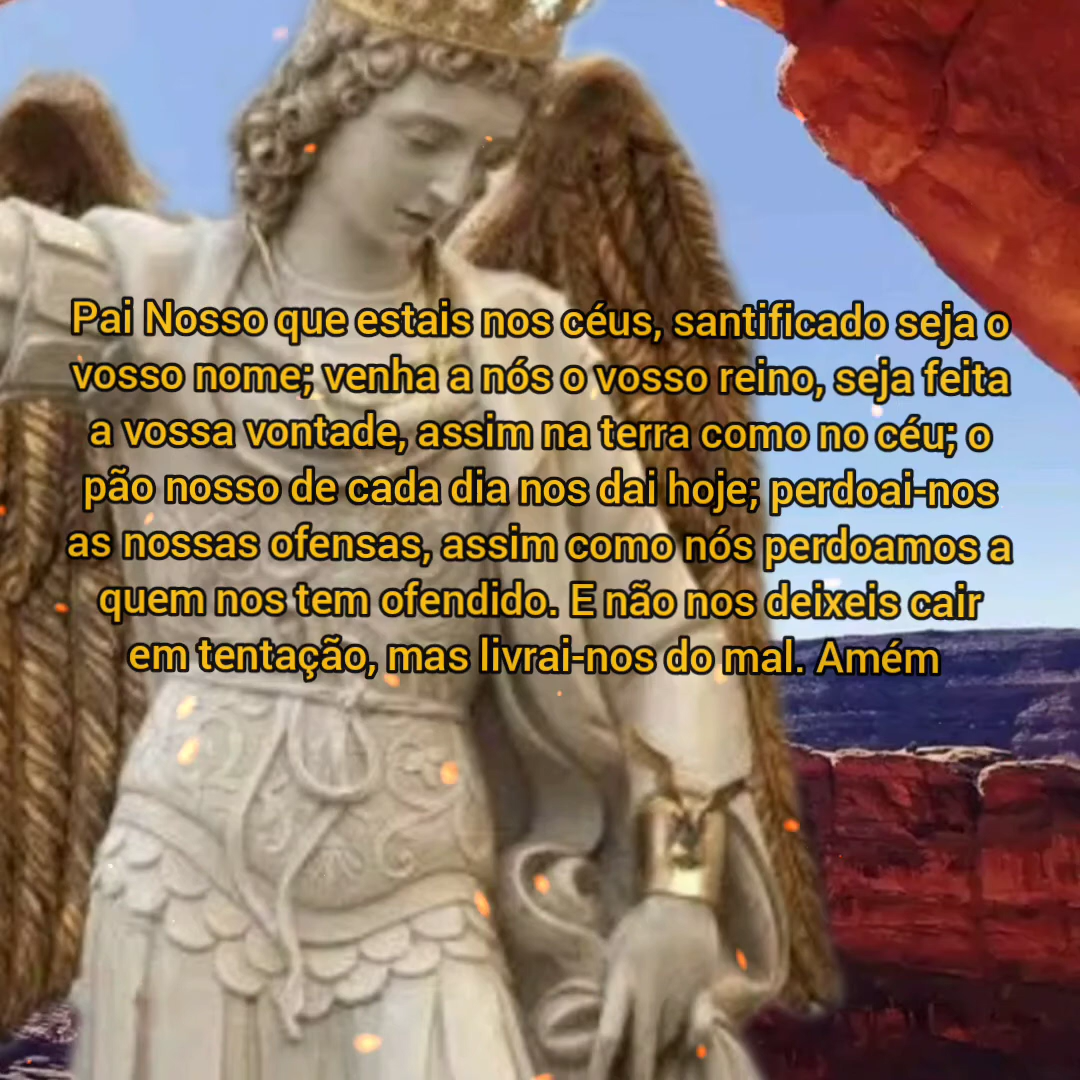 Pai Nosso que estais nos céus, santificado seja o
vosso nome; venha a nós o vosso reino, seja feita
a vossa vontade, assim na terra como no céu; o
pão nosso de cada dia nos dai hoje; perdoai-nos
as nossas ofensas, assim como nós perdoamos a
quem nos tem ofendido. E não nos deixeis cair
em tentação, mas livrai-nos do mal. Amém